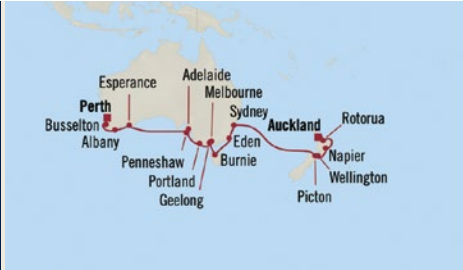 Esperance
Adelaide
Melbourne
Perth
Sydney
Busselton
Auckland
Rotorua
Albany
Eden
Penneshaw
Burnie
Napier
Portland
Wellington
Geelong
Picton